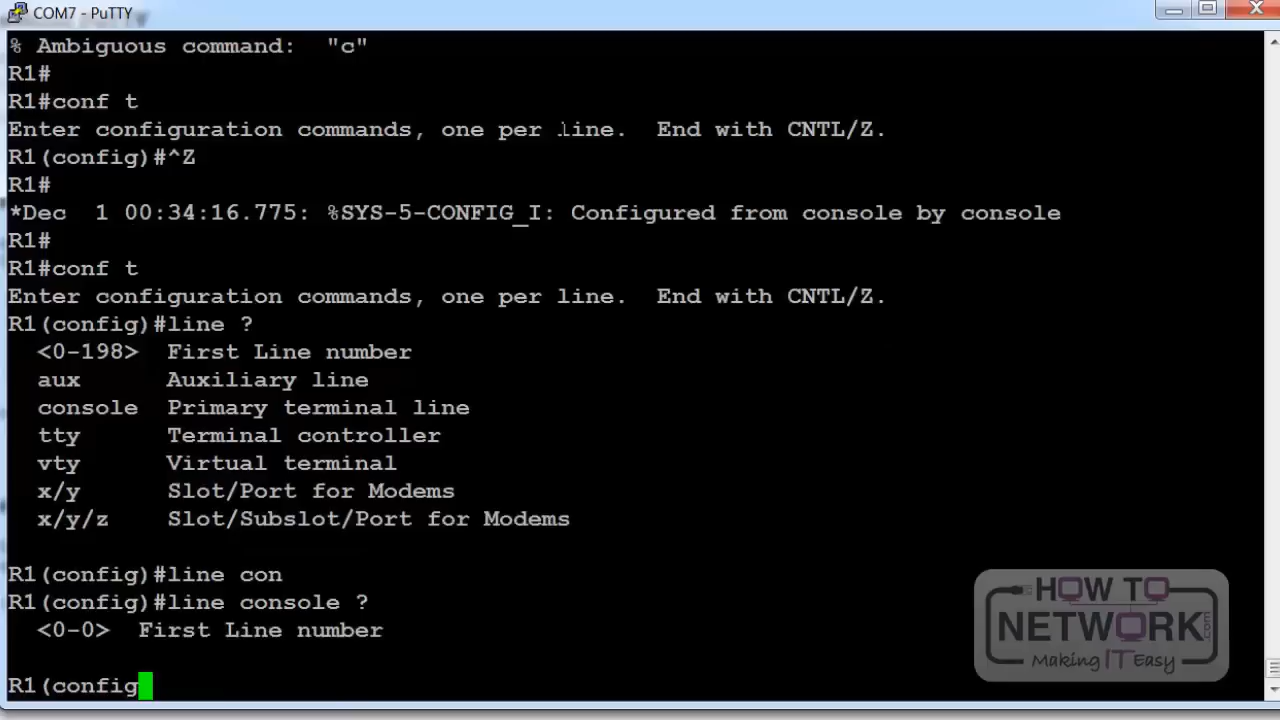 COM7 - PuTTY
% Ambiguous command:  "c"
R1#
R1#conf t
Enter configuration commands, one per line.  End with CNTL/Z.
R1(config)#^Z
R1#
*Dec  1 00:34:16.775: %SYS-5-CONFIG_I: Configured from console by console
R1#
R1#conf t
Enter configuration commands, one per line.  End with CNTL/Z.
R1(config)#line ?
  <0-198>  First Line number
  aux      Auxiliary line
  console  Primary terminal line
  tty      Terminal controller
  vty      Virtual terminal
  x/y      Slot/Port for Modems
  x/y/z    Slot/Subslot/Port for Modems
R1(config)#line con
R1(config)#line console ?
  <0-0>  First Line number
R1(config
HOW TO
NETWORK.com
Making IT Easy